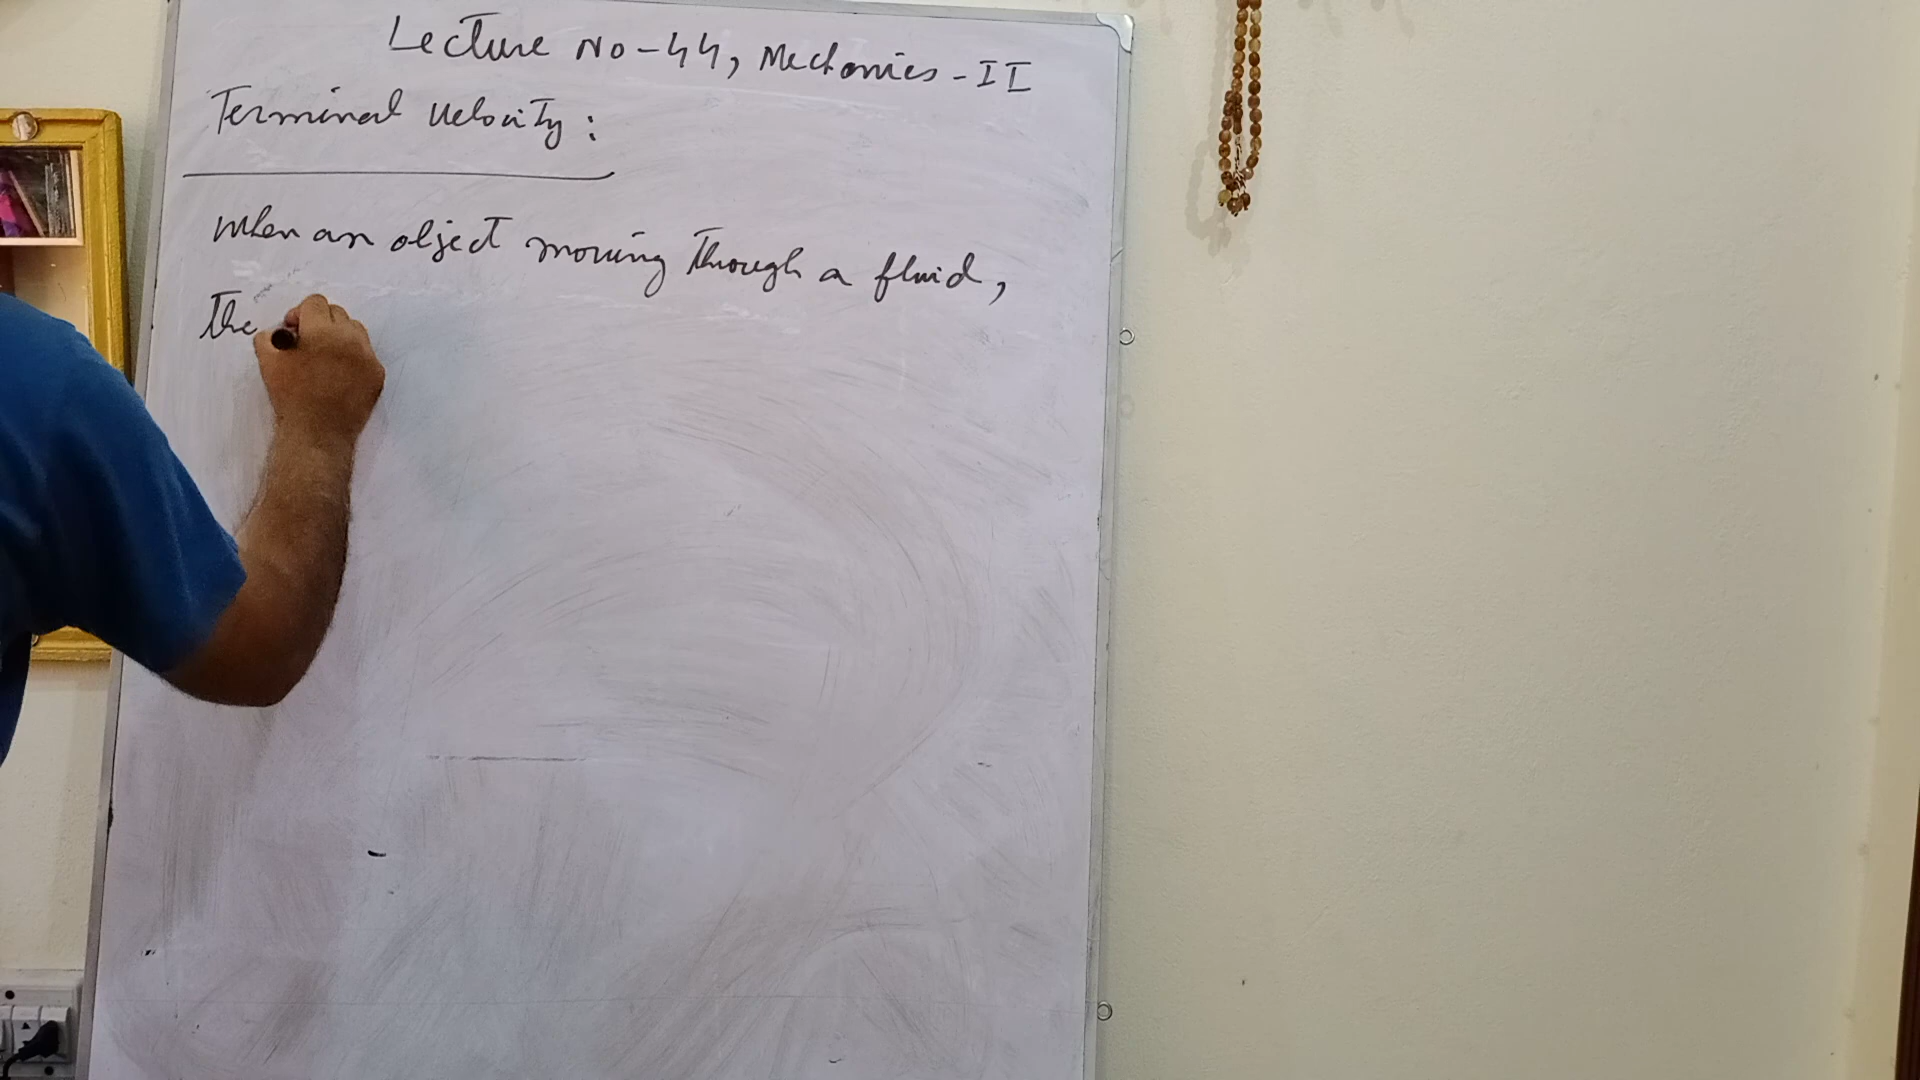 Lecture No-44, Mechanics-II
Terminal velocity:
when an object moving Through a fluid,
The